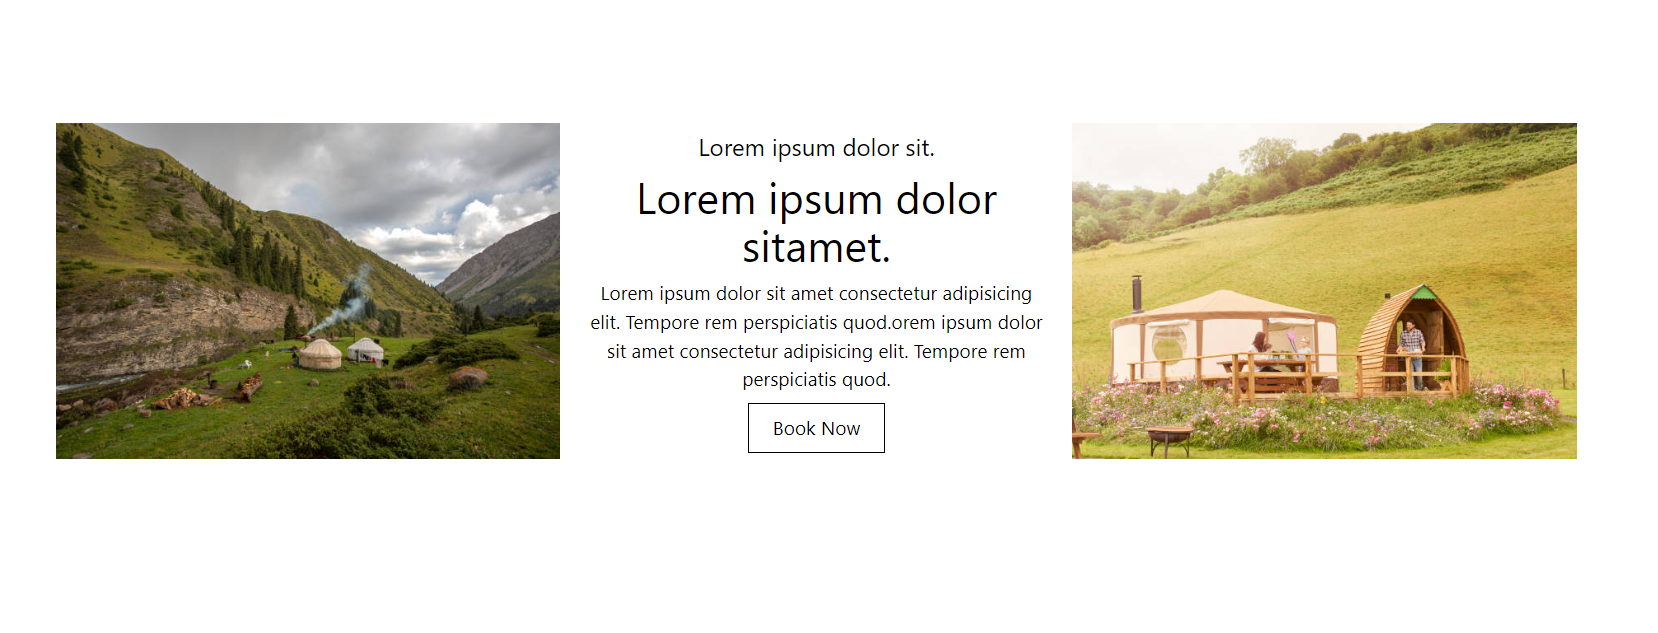 Lorem ipsum dolor sit.
Lorem ipsum dolor
sitamet.
Lorem ipsum dolor sit amet consectetur adipisicing
elit. Tempore rem perspiciatis quod.orem ipsum dolor
sit amet consectetur adipisicing elit. Tempore rem
perspiciatis quod.
Book Now